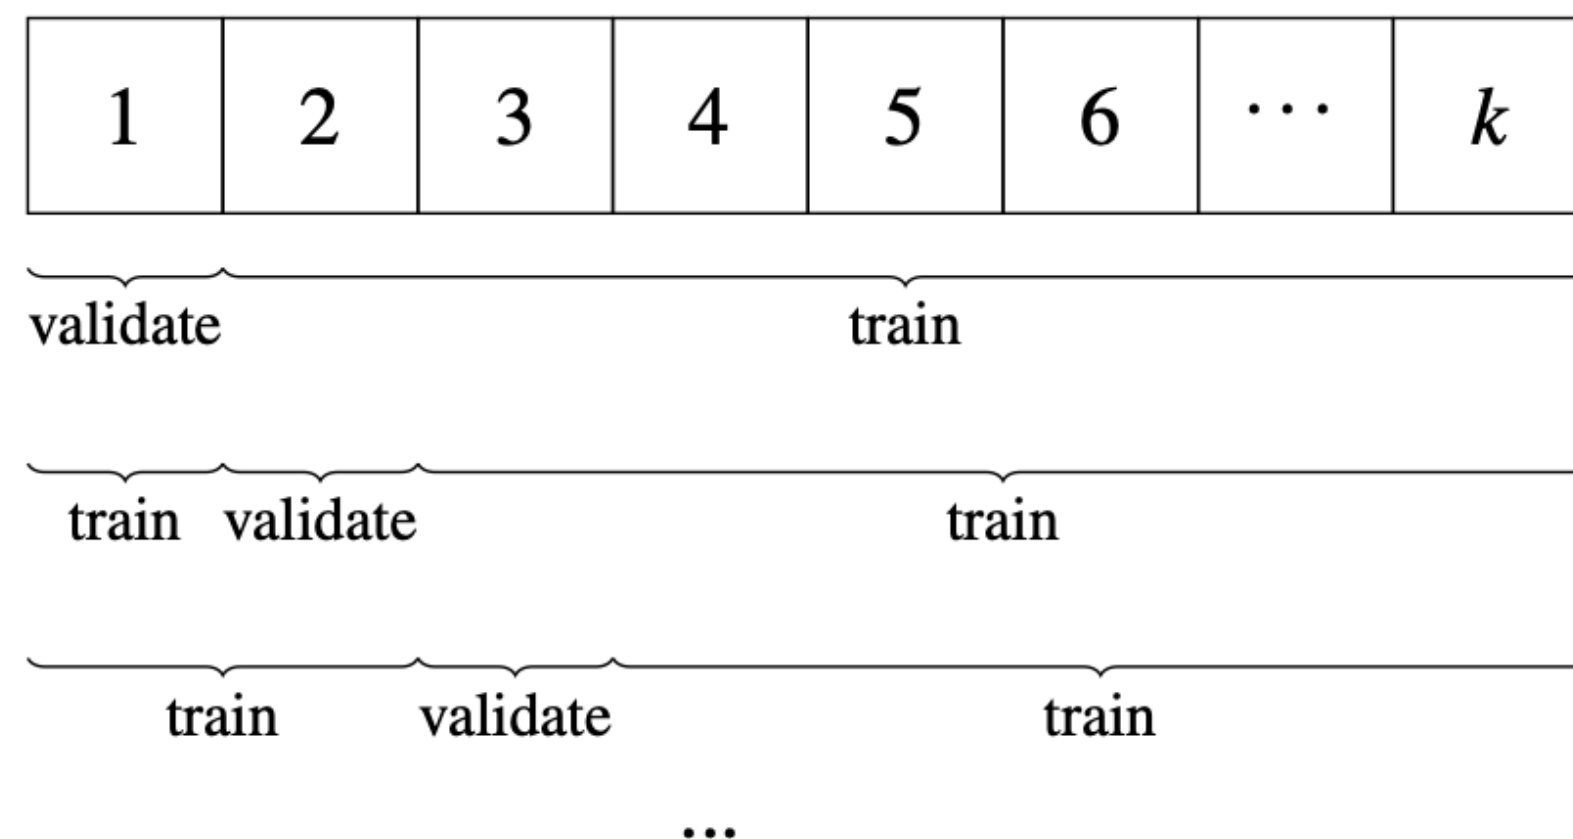 1 2 3 4 5 6 ··· k
validate train
train validate train
train validate train
...